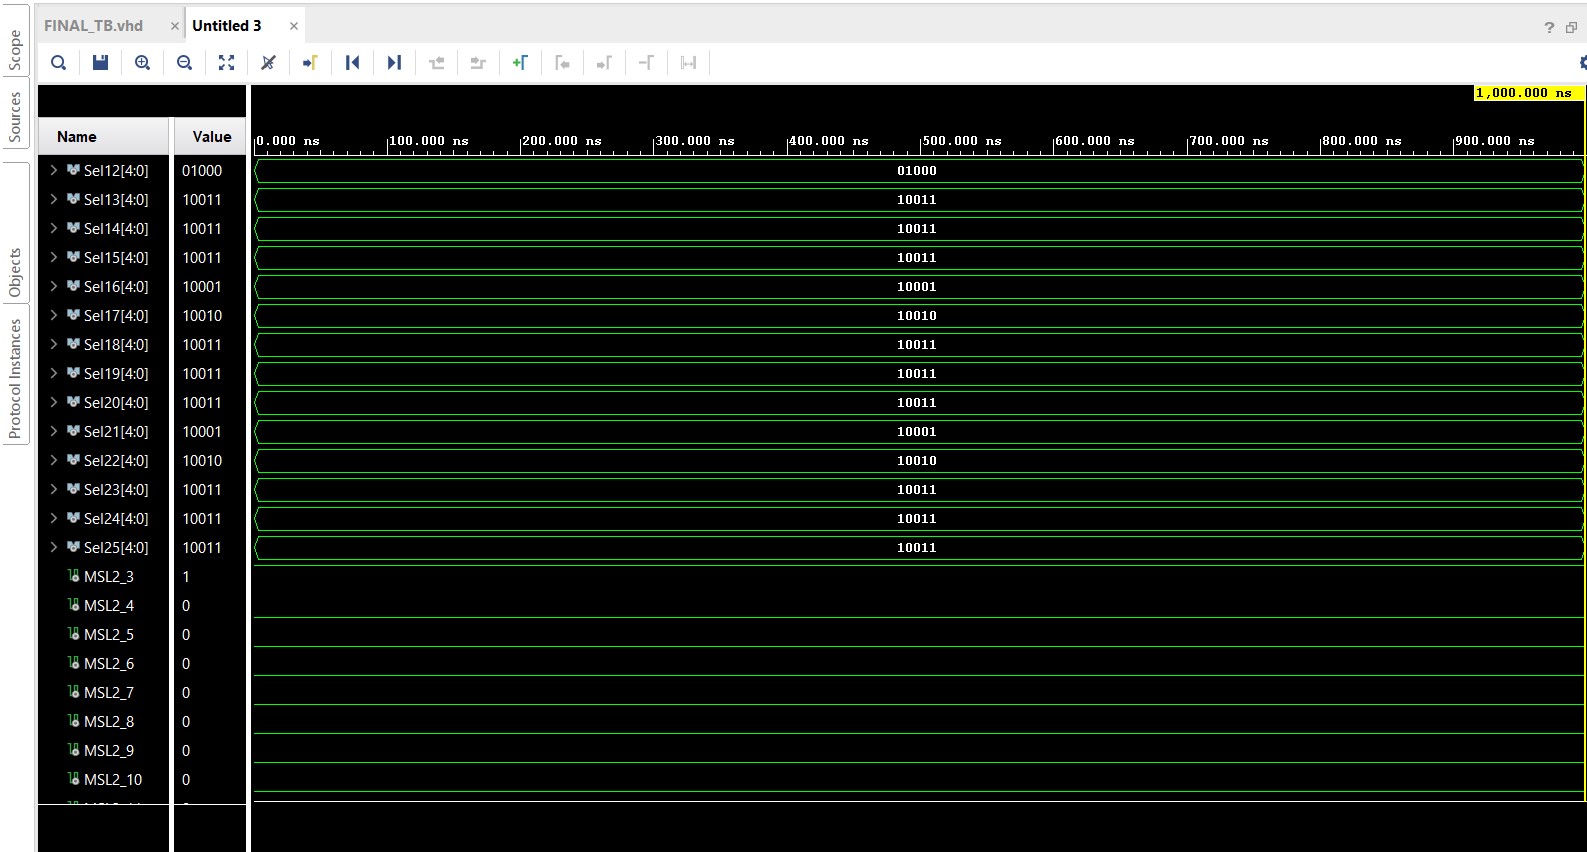 FINAL_TB.vhd × Untitled 3 ×
?
Scope
Sources
Objects
Protocol Instances
1,000.000 ns
Name Value
0.000 ns 100.000 ns 200.000 ns 300.000 ns 400.000 ns 500.000 ns 600.000 ns 700.000 ns 800.000 ns 900.000 ns
Sel12[4:0] 01000 01000
Sel13[4:0] 10011 10011
Sel14[4:0] 10011 10011
Sel15[4:0] 10011 10011
Sel16[4:0] 10001 10001
Sel17[4:0] 10010 10010
Sel18[4:0] 10011 10011
Sel19[4:0] 10011 10011
Sel20[4:0] 10011 10011
Sel21[4:0] 10001 10001
Sel22[4:0] 10010 10010
Sel23[4:0] 10011 10011
Sel24[4:0] 10011 10011
Sel25[4:0] 10011 10011
MSL2_3 1
MSL2_4 0
MSL2_5 0
MSL2_6 0
MSL2_7 0
MSL2_8 0
MSL2_9 0
MSL2_10 0